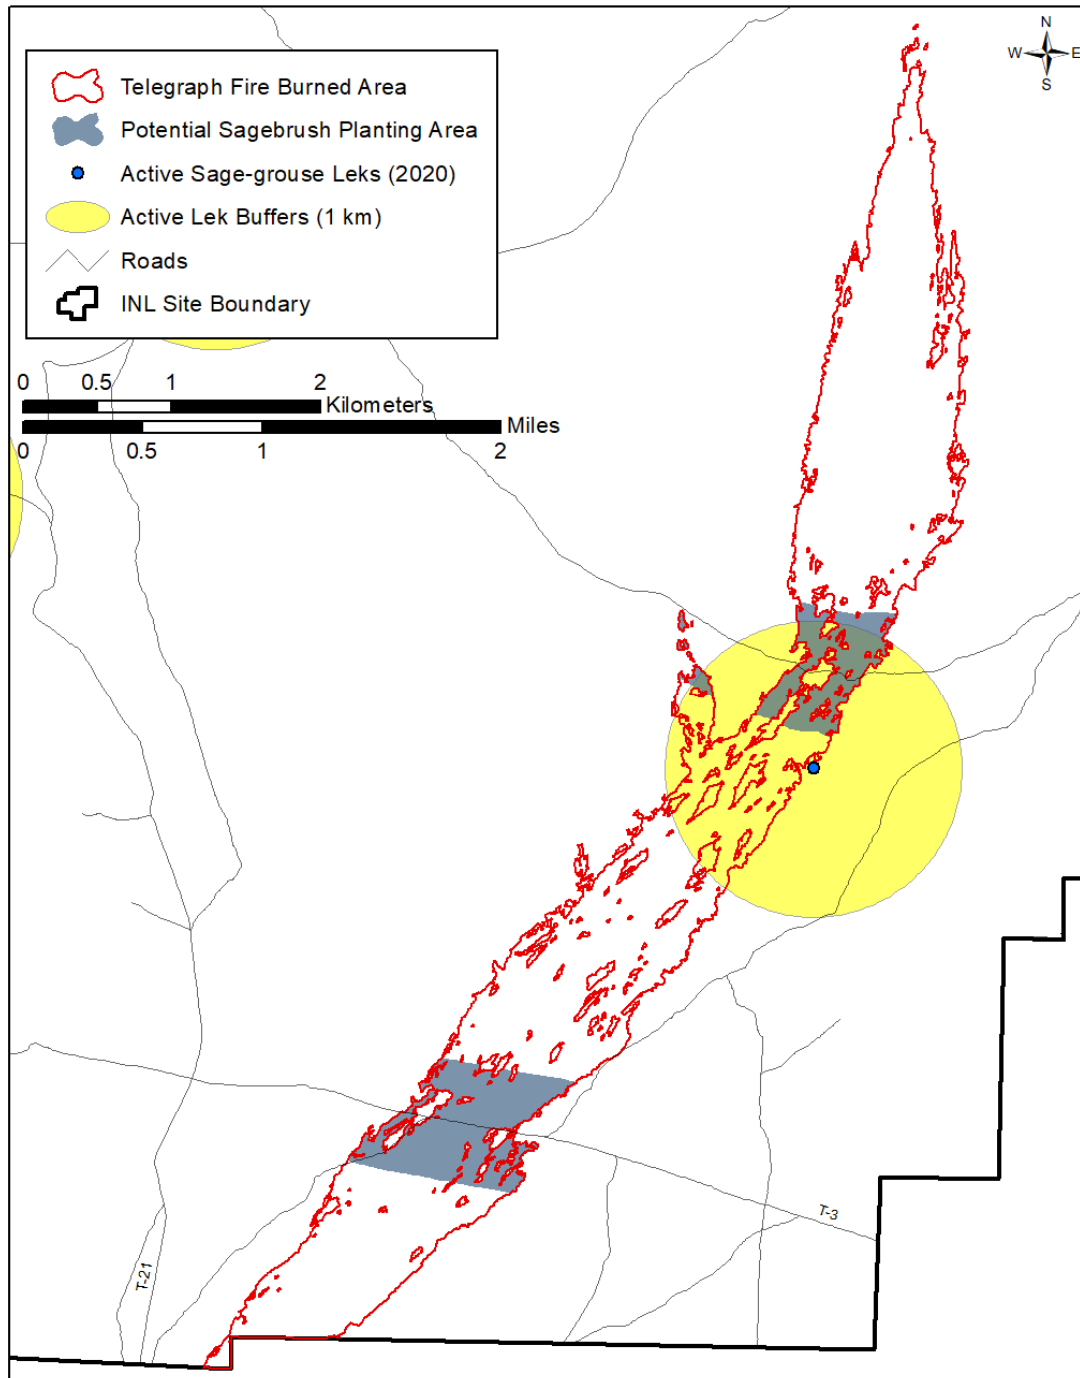 N
W E
S
Telegraph Fire Burned Area
Potential Sagebrush Planting Area
Active Sage-grouse Leks (2020)
Active Lek Buffers (1 km)
Roads
INL Site Boundary
0 0.5 1 2
Kilometers
Miles
0 0.5 1 2
T-3
T-21